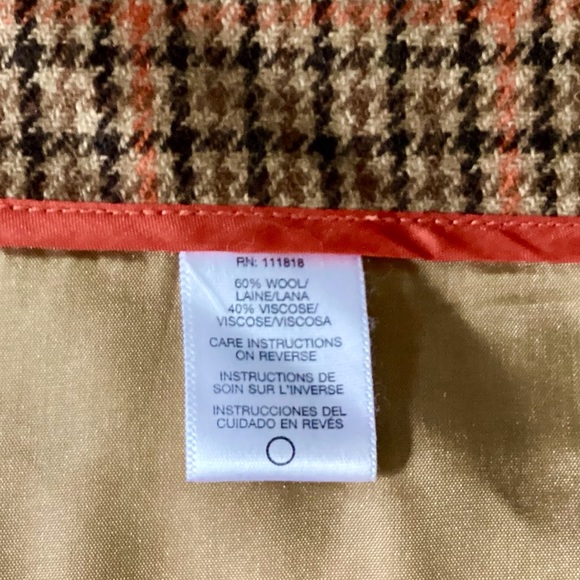 RN: 111818
60% WOOL/
LAINE/LANA
40% VISCOSE/
VISCOSE/VISCOSA
CARE INSTRUCTIONS
ON REVERSE
INSTRUCTIONS DE
SOIN SUR L'INVERSE
INSTRUCCIONES DEL
CUIDADO EN REVÉS